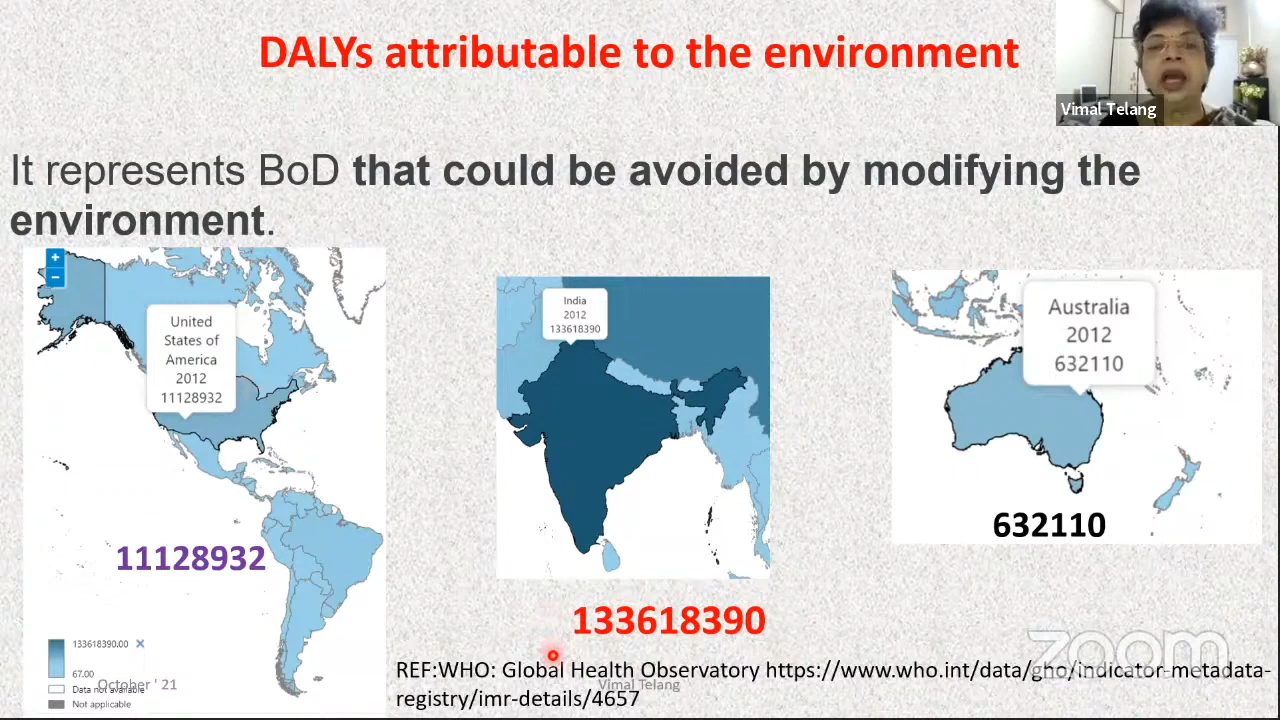 DALYs attributable to the environment
Vimal Telang
It represents BoD that could be avoided by modifying the
environment.
+
−
United
States of
America
2012
11128932
India
2012
133618390
Australia
2012
632110
632110
11128932
133618390
133618390.00 ×
67.00
Data not available
Not applicable
October ' 21
REF:WHO: Global Health Observatory https://www.who.int/data/gho/indicator-metadata-
registry/imr-details/4657
Vimal Telang
zoom